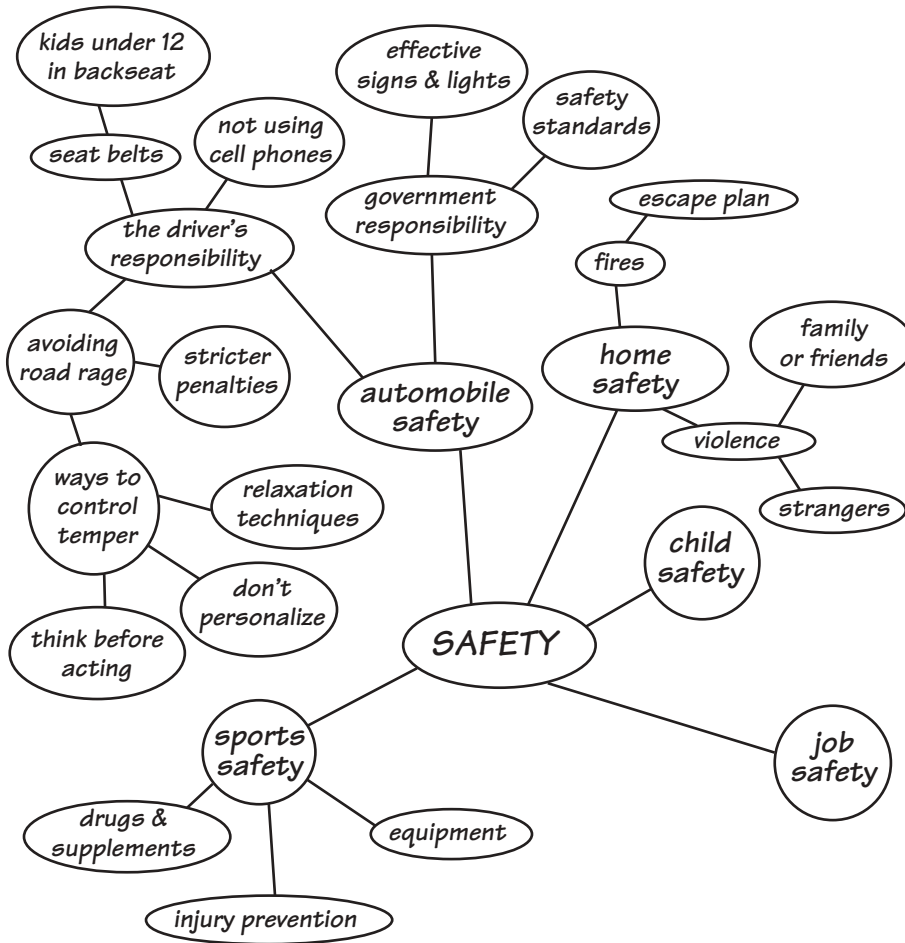 kids under 12
in backseat
effective
signs & lights
safety
standards
not using
cell phones
seat belts
government
responsibility
escape plan
the driver's
responsibility
fires
avoiding
road rage
stricter
penalties
automobile
safety
home
safety
family
or friends
violence
ways to
control
temper
relaxation
techniques
strangers
child
safety
don't
personalize
think before
acting
SAFETY
sports
safety
job
safety
drugs &
supplements
equipment
injury prevention